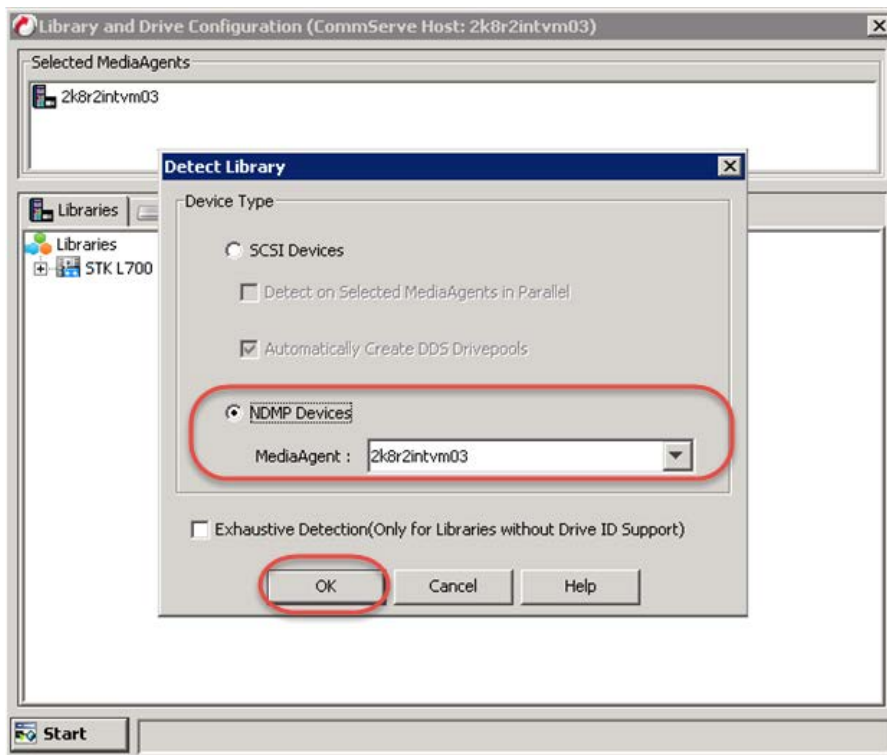 Library and Drive Configuration (CommServe Host: 2k8r2intvm03)
Selected MediaAgents
2k8r2intvm03
Detect Library
Libraries
Device Type
Libraries
SCSI Devices
STK L700
Detect on Selected MediaAgents in Parallel
Automatically Create DDS Drivepools
NDMP Devices
MediaAgent :
2k8r2intvm03
Exhaustive Detection(Only for Libraries without Drive ID Support)
OK
Cancel
Help
Start